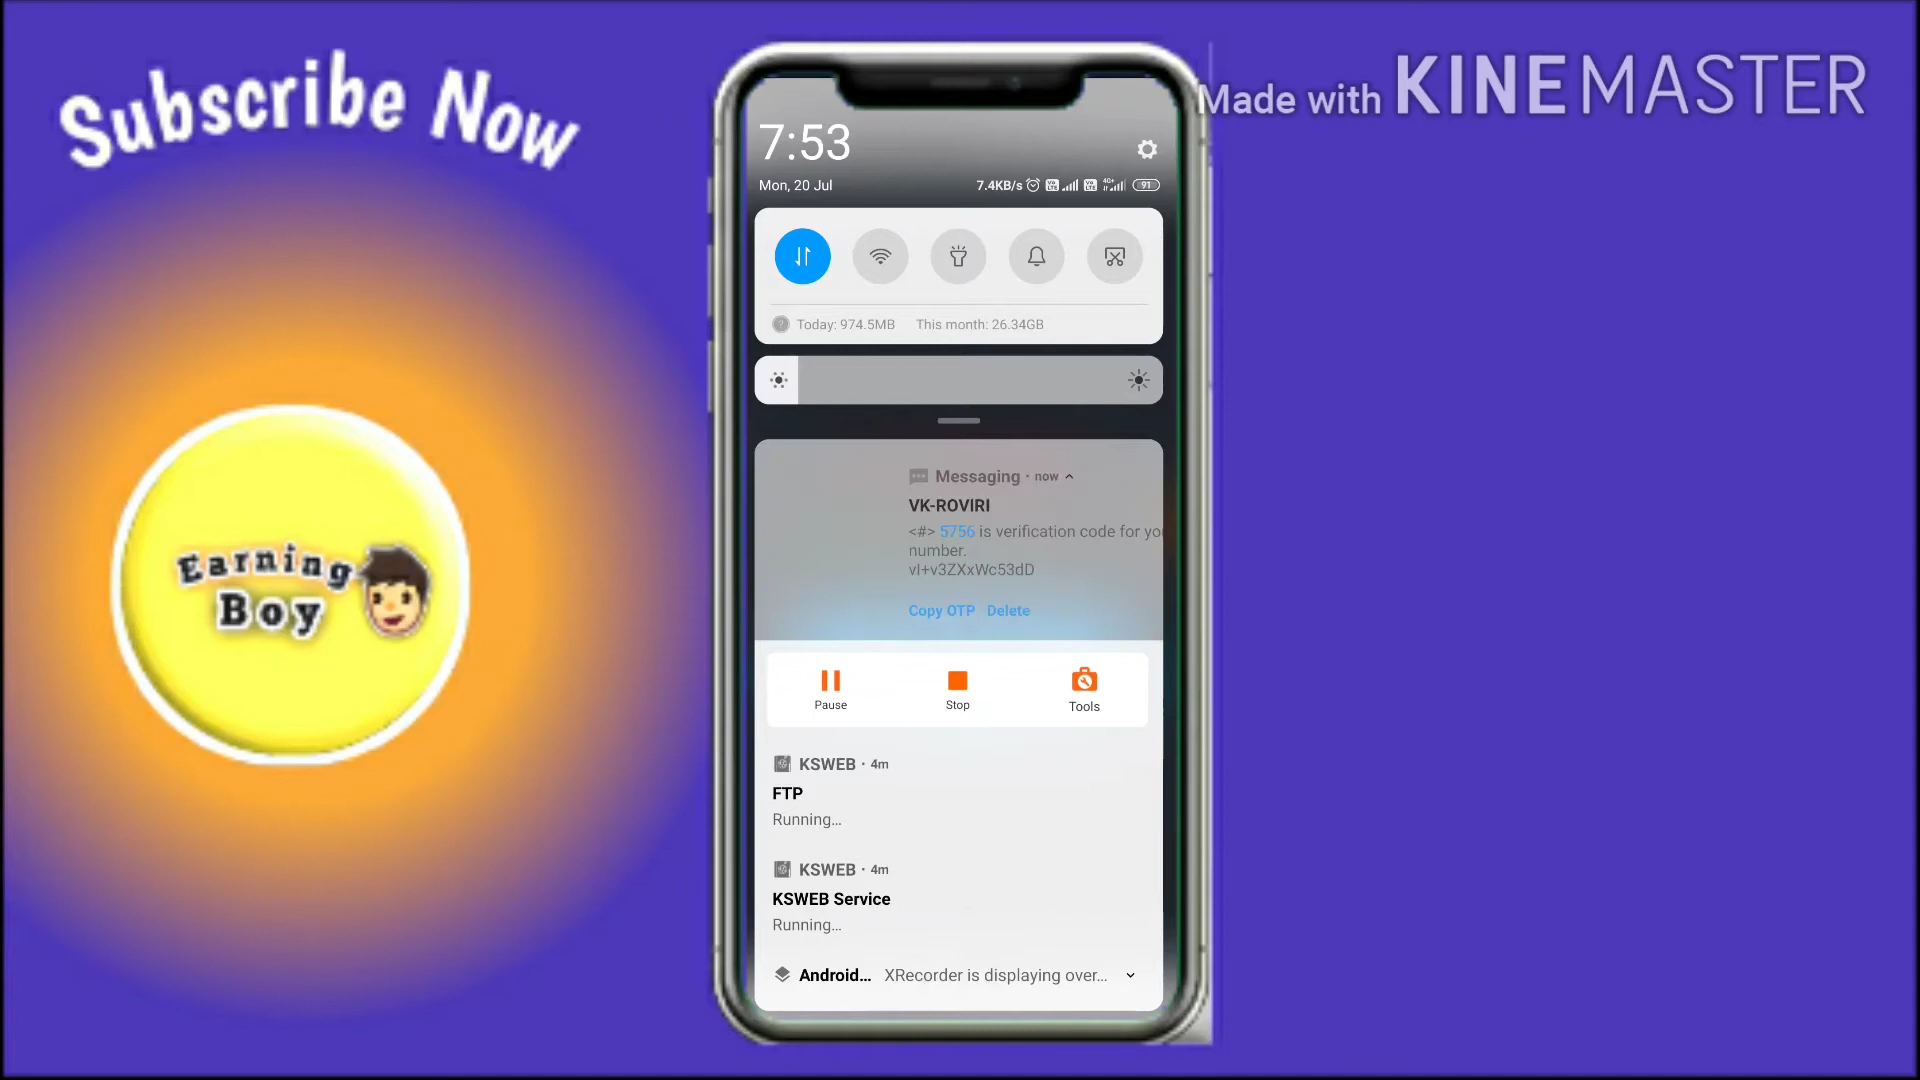 Subscribe Now
Made with KINEMASTER
7:53
Mon, 20 Jul
7.4KB/s
4G+
91
Today: 974.5MB This month: 26.34GB
Messaging · now
VK-ROVIRI
<#> 5756 is verification code for yo
number.
vI+v3ZXxWc53dD
Copy OTP Delete
Earning
Boy
Pause Stop Tools
KSWEB · 4m
FTP
Running...
KSWEB · 4m
KSWEB Service
Running...
Android... XRecorder is displaying over...